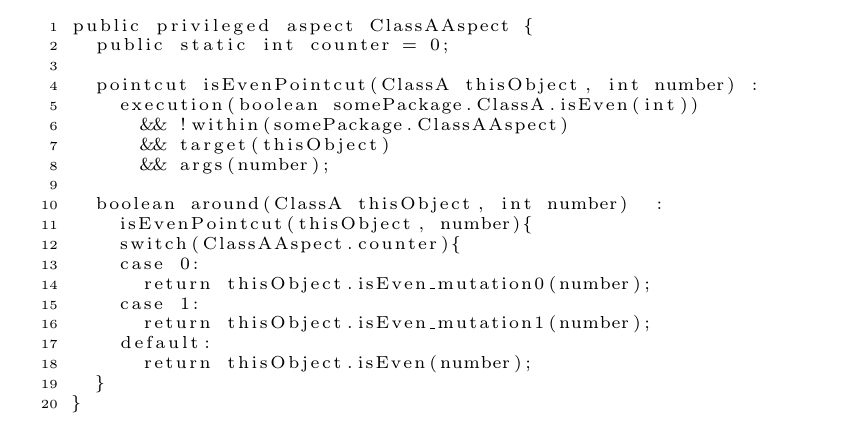 1 public privileged aspect ClassAAspect {
2   public static int counter = 0;
3
4   pointcut isEvenPointcut(ClassA thisObject, int number) :
5     execution(boolean somePackage.ClassA.isEven(int))
6       && !within(somePackage.ClassAAspect)
7       && target(thisObject)
8       && args(number);
9
10   boolean around(ClassA thisObject, int number) :
11     isEvenPointcut(thisObject, number){
12     switch(ClassAAspect.counter){
13     case 0:
14       return thisObject.isEven_mutation0(number);
15     case 1:
16       return thisObject.isEven_mutation1(number);
17     default:
18       return thisObject.isEven(number);
19   }
20 }